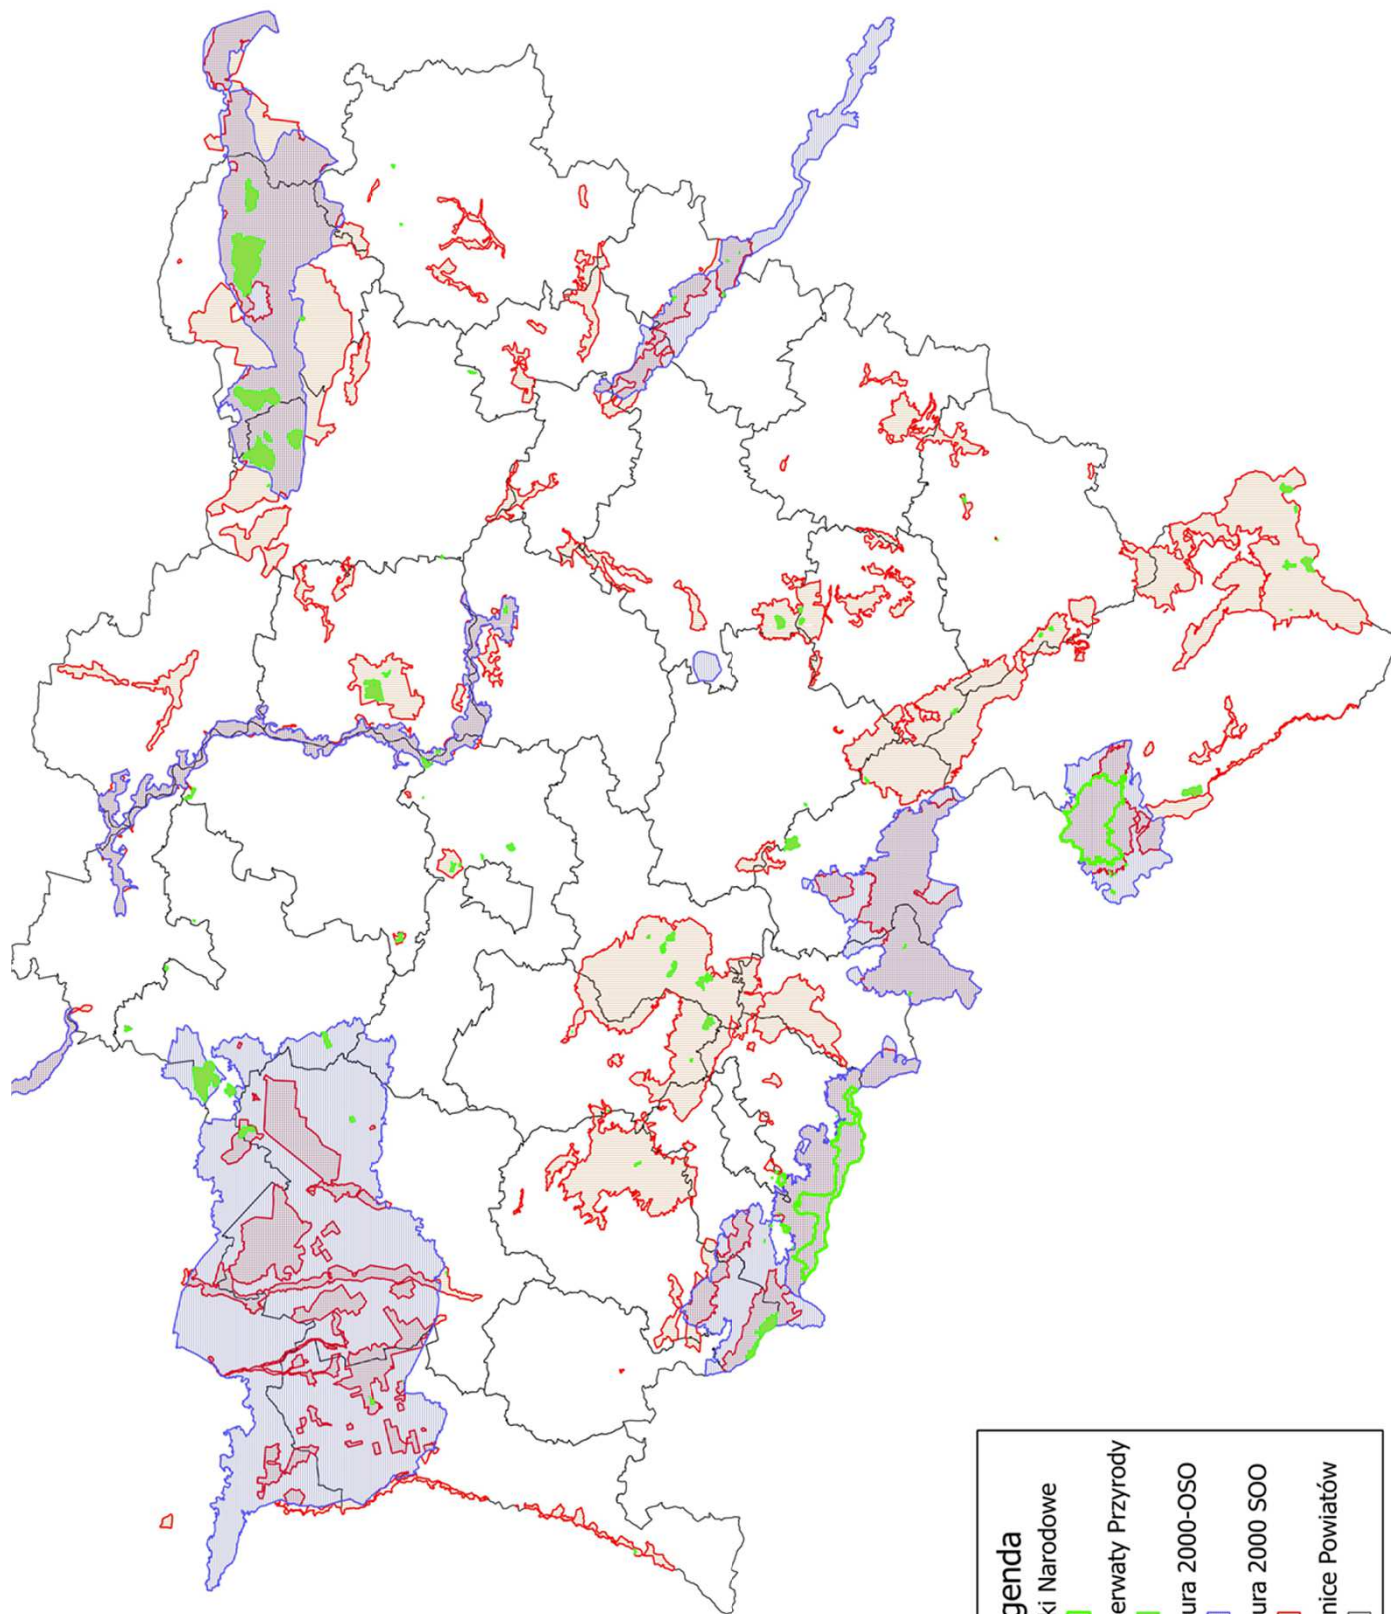 genda
ki Narodowe
erwaty Przyrody
ura 2000-OSO
ura 2000 SOO
nice Powiatów